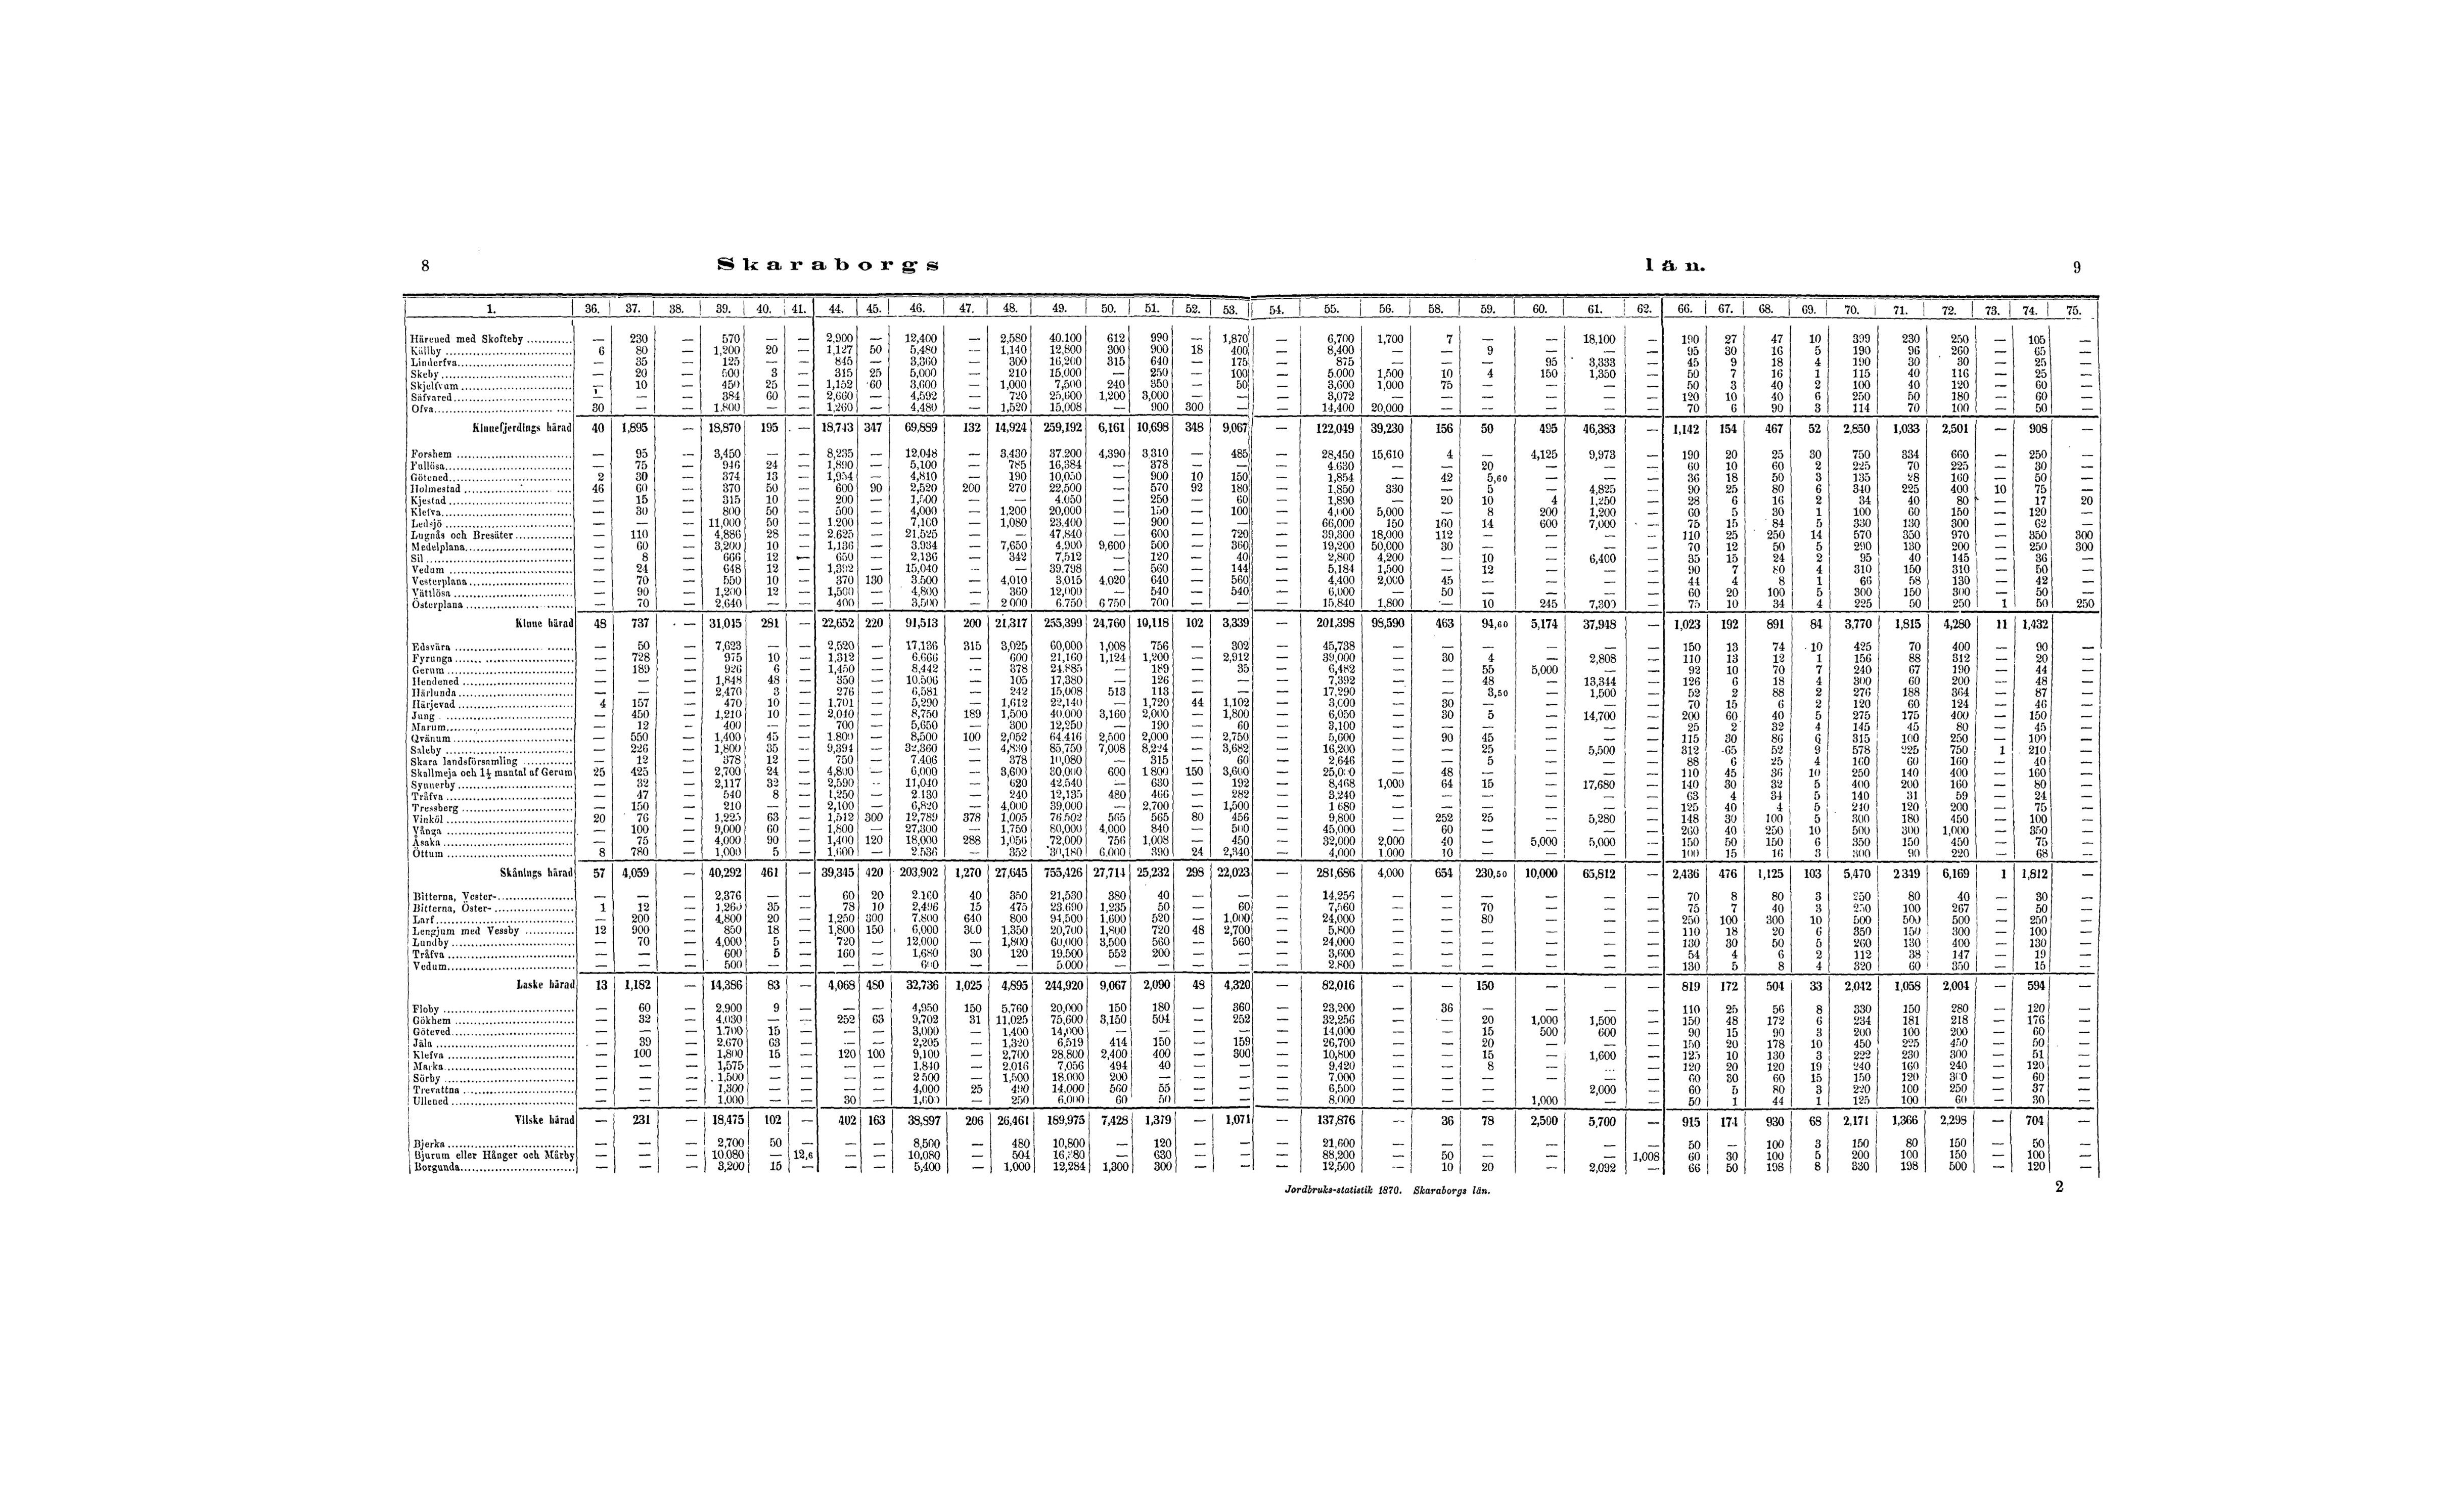 8 Skaraborgs län. 9
1. 36. 37. 38. 39. 40. 41. 44. 45. 46. 47. 48. 49. 50. 51. 52. 53. 54. 55. 56. 58. 59. 60. 61. 62. 66. 67. 68. 69. 70. 71. 72. 73. 74. 75.
Härened med Skofteby — 230 — 570 — — 2,900 — 12,400 — 2,580 40,100 612 990 — 1,870 — 6,700 1,700 7 — — 18,100 — 190 27 47 10 399 230 250 — 105 —
Källby 6 80 — 1,200 20 — 1,127 50 5,480 — 1,140 12,800 300 900 18 400 — 8,400 — — 9 — — — 95 30 16 5 190 96 260 — 65 —
Linderfva — 35 — 125 — — 845 — 3,360 — 300 16,200 315 640 — 175 — 875 — — — 95 3,333 — 45 9 18 4 190 30 30 — 25 —
Skeby — 20 — 500 3 — 315 25 5,000 — 210 15,000 — 250 — 100 — 5,000 1,500 10 4 150 1,350 — 50 7 16 1 115 40 116 — 25 —
Skjelfvum — 10 — 450 25 — 1,152 60 3,600 — 1,000 7,500 240 350 — 50 — 3,600 1,000 75 — — — — 50 3 40 2 100 40 120 — 60 —
Säfvared — — 384 60 — 2,660 — 4,592 — 720 25,600 1,200 3,000 — — — 3,072 — — — — — — 120 10 40 6 250 50 180 — 60 —
Ofva 30 — — 1,800 — — 1,260 — 4,480 — 1,520 15,008 — 900 300 — — 14,400 20,000 — — — — — 70 6 90 3 114 70 100 — 50 —
Kinnefjerdings härad 40 1,895 — 18,870 195 — 18,743 347 69,889 132 14,924 259,192 6,161 10,698 348 9,067 — 122,049 39,230 156 50 495 46,383 — 1,142 154 467 52 2,850 1,033 2,501 — 908 —
Forshem — 95 — 3,450 — — 8,235 — 12,048 — 3,430 37,200 4,390 3,310 — 485 — 28,450 15,610 4 — 4,125 9,973 — 190 20 25 30 750 334 660 — 250 —
Fullösa — 75 — 946 24 — 1,890 — 5,100 — 785 16,384 — 378 — — — 4,630 — — 20 — — — 60 10 60 2 225 70 225 — 30 —
Götened 2 30 — 374 13 — 1,954 — 4,810 — 190 10,050 — 900 10 150 — 1,854 — 42 5,60 — — — 36 18 50 3 135 28 160 — 50 —
Holmestad 46 60 — 370 50 — 600 90 2,520 200 270 22,500 — 570 92 180 — 1,850 330 — 5 — 4,825 — 90 25 80 6 340 225 400 10 75 —
Kjestad — 15 — 315 10 — 200 — 1,500 — — 4,050 — 250 — 60 — 1,890 — 20 10 4 1,250 — 28 6 16 2 34 40 80 — 17 20
Klefva — 30 — 800 50 — 500 — 4,000 — 1,200 20,000 — 150 — 100 — 4,000 5,000 — 8 200 1,200 — 60 5 30 1 100 60 150 — 120 —
Ledsjö — — — 11,000 50 — 1,200 — 7,100 — 1,080 23,400 — 900 — — — 66,000 150 160 14 600 7,000 — 75 15 84 5 330 130 300 — 62 —
Lugnås och Bresäter — 110 — 4,886 28 — 2,625 — 21,525 — — 47,840 — 600 — 720 — 39,300 18,000 112 — — — — 110 25 250 14 570 350 970 — 350 300
Medelplana — 60 — 3,200 10 — 1,136 — 3,934 — 7,650 4,900 9,600 500 — 360 — 19,200 50,000 30 — — — — 70 12 50 5 290 130 200 — 250 300
Sil — 8 — 666 12 — 650 — 2,136 — 342 7,512 — 120 — 40 — 2,800 4,200 — 10 — 6,400 — 35 15 24 2 95 40 145 — 36 —
Vedum — 24 — 648 12 — 1,392 — 15,040 — — 39,798 — 560 — 144 — 5,184 1,500 — 12 — — — 90 7 80 4 310 150 310 — 50 —
Vesterplana — 70 — 550 10 — 370 130 3,500 — 4,010 3,015 4,020 640 — 560 — 4,400 2,000 45 — — — — 44 4 8 1 66 58 130 — 42 —
Vättlösa — 90 — 1,200 12 — 1,560 — 4,800 — 360 12,000 — 540 — 540 — 6,000 — 50 — — — — 60 20 100 5 300 150 300 — 50 —
Österplana — 70 — 2,640 — — 400 — 3,500 — 2 000 6,750 6 750 700 — — — 15,840 1,800 — 10 245 7,300 — 75 10 34 4 225 50 250 1 50 250
Kinne härad 48 737 — 31,045 281 — 22,652 220 91,513 200 21,317 255,399 24,760 10,118 102 3,339 — 201,398 98,590 463 94,60 5,174 37,948 — 1,023 192 891 84 3,770 1,815 4,280 11 1,432
Edsvära — 50 — 7,623 — — 2,520 — 17,136 315 3,025 60,000 1,008 756 — 302 — 45,738 — — — — — — 150 13 74 10 425 70 400 — 90 —
Fyrunga — 728 — 975 10 — 1,312 — 6,666 — 600 21,160 1,124 1,200 — 2,912 — 39,000 — 30 4 — 2,808 — 110 13 12 1 156 88 312 — 20 —
Gerum — 189 — 926 6 — 1,450 — 8,442 — 378 24,885 — 189 — 35 — 6,482 — — 55 5,000 — — 92 10 70 7 240 67 190 — 44 —
Hendened — — — 1,848 48 — 350 — 10,506 — 105 17,380 — 126 — — — 7,392 — — 48 — 13,344 — 126 6 18 4 300 60 200 — 48 —
Härlunda — — — 2,470 3 — 276 — 6,581 — 242 15,008 513 113 — — — 17,290 — — 3,50 — 1,500 — 52 2 88 2 276 188 364 — 87 —
Härjevad 4 157 — 470 10 — 1,701 — 5,290 — 1,612 22,140 — 1,720 44 1,102 — 3,600 — 30 — — — — 70 15 6 2 120 60 124 — 46 —
Jung — 450 — 1,210 10 — 2,040 — 8,750 189 1,500 40,000 3,160 2,000 — 1,800 — 6,050 — 30 5 — 14,700 — 200 60 40 5 275 175 400 — 150 —
Marum — 12 — 400 — — 700 — 5,650 — 300 12,250 — 190 — 60 — 3,100 — — — — — — 25 2 32 4 145 45 80 — 45 —
Qvänum — 550 — 1,400 45 — 1,800 — 8,500 100 2,052 64,416 2,500 2,000 — 2,750 — 5,600 — 90 45 — — — 115 30 86 6 315 100 250 — 100 —
Saleby — 226 — 1,800 35 — 9,394 — 32,360 — 4,830 85,750 7,008 8,224 — 3,682 — 16,200 — — 25 — 5,500 — 312 65 52 9 578 225 750 1 210 —
Skara landsförsamling — 12 — 378 12 — 750 — 7,406 — 378 10,080 — 315 — 60 — 2,646 — — 5 — — — 88 6 25 4 160 60 160 — 40 —
Skallmeja och 1½ mantal af Gerum 25 425 — 2,700 24 — 4,800 — 6,000 — 3,600 30,000 600 1 800 150 3,600 — 25,000 — 48 — — — — 110 45 36 10 250 140 400 — 160 —
Synnerby — 32 — 2,117 32 — 2,590 — 11,040 — 620 42,540 — 630 — 192 — 8,468 1,000 64 15 — 17,680 — 140 30 32 5 400 200 160 — 80 —
Tråfva — 47 — 540 8 — 1,250 — 2,130 — 240 12,135 480 466 — 282 — 3,240 — — — — — — 63 4 34 5 140 31 59 — 24 —
Tressberg — 150 — 210 — — 2,100 — 6,820 — 4,000 39,000 — 2,700 — 1,500 — 1 680 — — — — — — 125 40 4 5 210 120 200 — 75 —
Vinköl 20 76 — 1,225 63 — 1,512 300 12,789 378 1,005 76,502 565 565 80 456 — 9,800 — 252 25 — 5,280 — 148 30 100 5 300 180 450 — 100 —
Vånga — 100 — 9,000 60 — 1,800 — 27,300 — 1,750 80,000 4,000 840 — 500 — 45,000 — 60 — — — — 260 40 250 10 500 300 1,000 — 350 —
Åsaka — 75 — 4,000 90 — 1,400 120 18,000 288 1,056 72,000 756 1,008 — 450 — 32,000 2,000 40 — 5,000 5,000 — 150 50 150 6 350 150 450 — 75 —
Öttum 8 780 — 1,000 5 — 1,600 — 2,536 — 352 30,180 6,000 390 24 2,340 — 4,000 1,000 10 — — — — 100 15 16 3 300 90 220 — 68 —
Skånings härad 57 4,059 — 40,292 461 — 39,345 420 203,902 1,270 27,645 755,426 27,714 25,232 298 22,023 — 281,686 4,000 654 230,50 10,000 65,812 — 2,436 476 1,125 103 5,470 2 349 6,169 1 1,812 —
Bitterna, Vester- — — — 2,376 — — 60 20 2,160 40 350 21,530 380 40 — — — 14,256 — — — — — — 70 8 80 3 250 80 40 — 30 —
Bitterna, Öster- 1 12 — 1,260 35 — 78 10 2,496 15 475 23,690 1,235 50 — 60 — 7,560 — — 70 — — — 75 7 40 3 250 100 267 — 50 —
Larf — 200 — 4,800 20 — 1,250 300 7,800 640 800 94,500 1,600 520 — 1,000 — 24,000 — — 80 — — — 250 100 300 10 500 500 500 — 250 —
Lengjum med Vessby 12 900 — 850 18 — 1,800 150 6,000 300 1,350 20,700 1,800 720 48 2,700 — 5,800 — — — — — — 110 18 20 6 350 150 300 — 100 —
Lundby — 70 — 4,000 5 — 720 — 12,000 — 1,800 60,000 3,500 560 — 560 — 24,000 — — — — — — 130 30 50 5 260 130 400 — 130 —
Tråfva — — — 600 5 — 160 — 1,680 30 120 19,500 552 200 — — — 3,600 — — — — — — 54 4 6 2 112 38 147 — 19 —
Vedum — — — 500 — — — — 600 — — 5,000 — — — — — 2,800 — — — — — — 130 5 8 4 320 60 350 — 15 —
Laske härad 13 1,182 — 14,386 83 — 4,068 480 32,736 1,025 4,895 244,920 9,067 2,090 48 4,320 — 82,016 — — 150 — — — 819 172 504 33 2,042 1,058 2,004 — 594 —
Floby — 60 — 2,900 9 — — — 4,950 150 5,760 20,000 150 180 — 360 — 23,200 — 36 — — — — 110 25 56 8 330 150 280 — 120 —
Gökhem — 32 — 4,030 — — 252 63 9,702 31 11,025 75,600 3,150 504 — 252 — 32,256 — — 20 1,000 1,500 — 150 48 172 6 234 181 218 — 176 —
Göteved — — — 1,700 15 — — — 3,000 — 1,400 14,000 — — — — — 14,000 — — 15 500 600 — 90 15 90 3 200 100 200 — 60 —
Jäla — 39 — 2,670 63 — — — 2,205 — 1,320 6,519 414 150 — 159 — 26,700 — — 20 — — — 150 20 178 10 450 225 450 — 50 —
Klefva — 100 — 1,800 15 — 120 100 9,100 — 2,700 28,800 2,400 400 — 300 — 10,800 — — 15 — 1,600 — 125 10 130 3 222 230 300 — 51 —
Marka — — — 1,575 — — — — 1,840 — 2,016 7,056 494 40 — — — 9,420 — — 8 — ... — 120 20 120 19 240 160 240 — 120 —
Sörby — — — 1,500 — — — — 2 500 — 1,500 18,000 200 — — — — 7,000 — — — — — — 60 30 60 15 150 120 300 — 60 —
Trevattna — — — 1,300 — — — — 4,000 25 490 14,000 560 55 — — — 6,500 — — — — 2,000 — 60 5 80 3 220 100 250 — 37 —
Ullened — — — 1,000 — — 30 — 1,600 — 250 6,000 60 50 — — — 8,000 — — — 1,000 — — 50 1 44 1 125 100 60 — 30 —
Vilske härad — 231 — 18,475 102 — 402 163 38,897 206 26,461 189,975 7,428 1,379 — 1,071 — 137,876 — 36 78 2,500 5,700 — 915 174 930 68 2,171 1,366 2,298 — 704 —
Bjerka — — — 2,700 50 — — — 8,500 — 480 10,800 — 120 — — — 21,600 — — — — — — 50 — 100 3 150 80 150 — 50 —
Bjurum eller Hånger och Mårby — — — 10,080 — 12,6 — — 10,080 — 504 16,280 — 630 — — — 88,200 — 50 — — — 1,008 60 30 100 5 200 100 150 — 100 —
Borgunda — — — 3,200 15 — — — 5,400 — 1,000 12,284 1,300 300 — — — 12,500 — 10 20 — 2,092 — 66 50 198 8 330 198 500 — 120 —
Jordbruks-statistik 1870. Skaraborgs län. 2